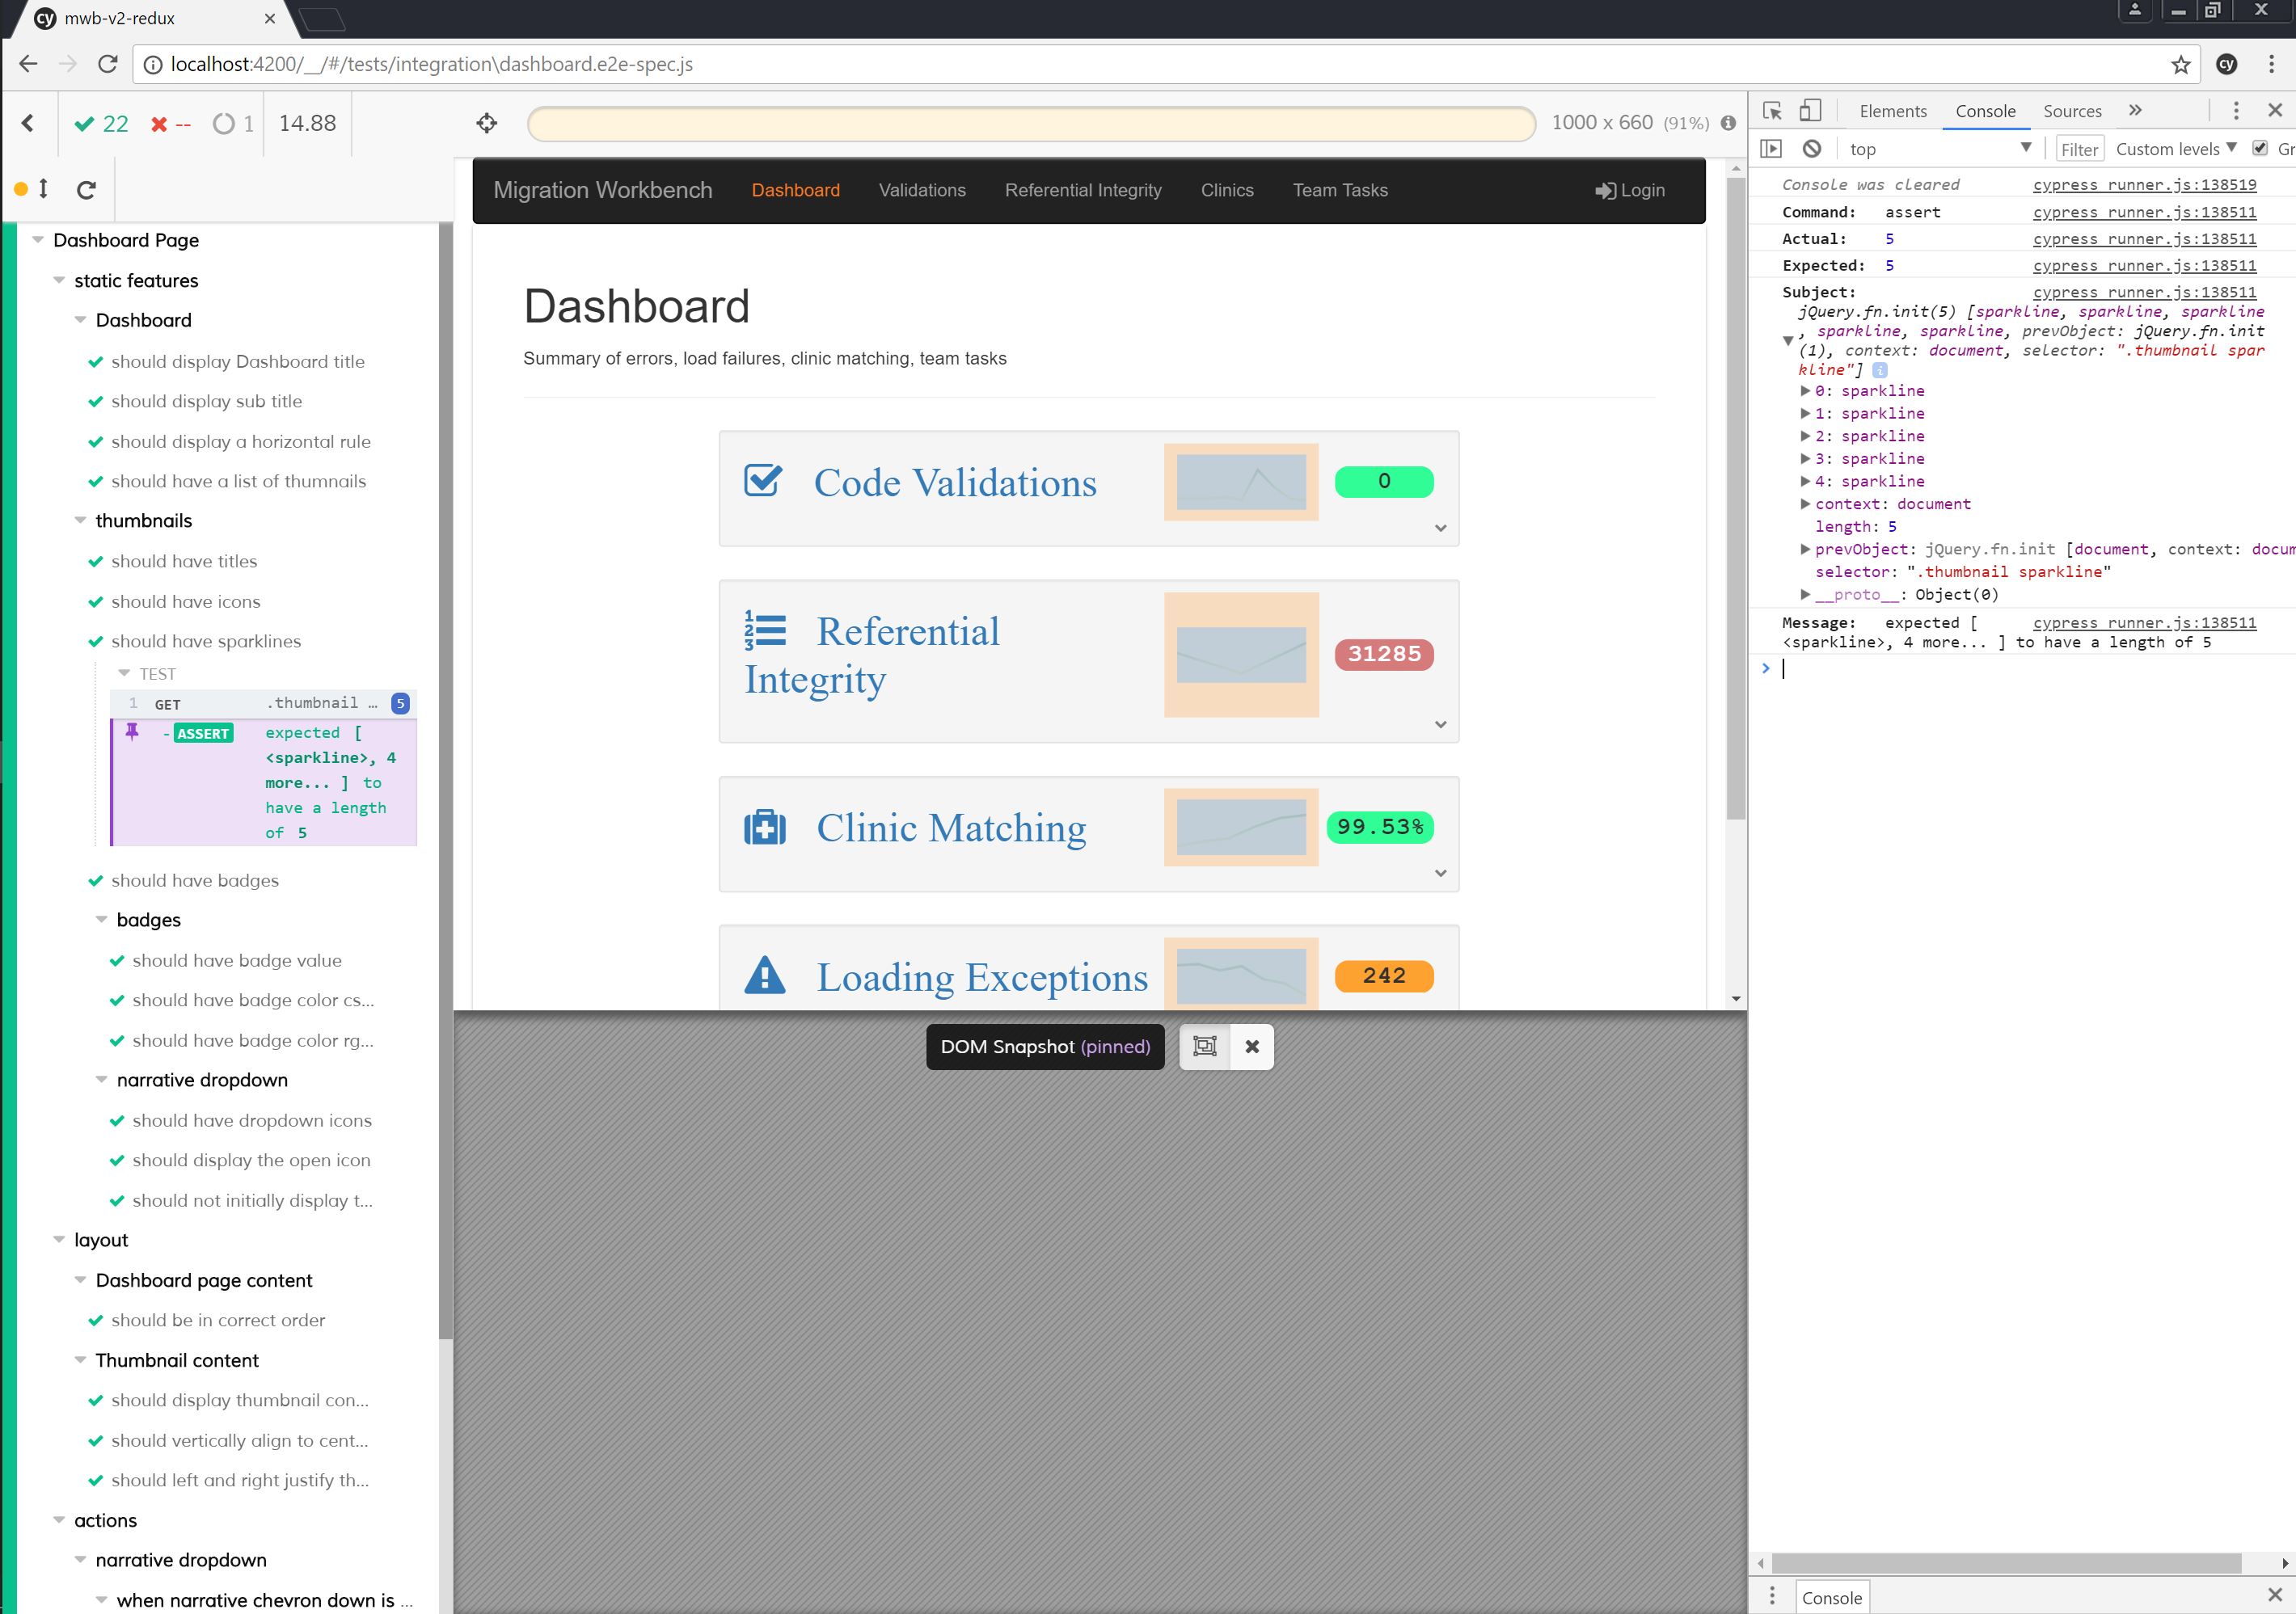 mwb-v2-redux
localhost:4200/__/#/tests/integration\dashboard.e2e-spec.js
22 -- 1 14.88
1000 x 660 (91%)
Dashboard Page
static features
Dashboard
should display Dashboard title
should display sub title
should display a horizontal rule
should have a list of thumnails
thumbnails
should have titles
should have icons
should have sparklines
TEST
1 GET .thumbnail … 5
- ASSERT expected [
<sparkline>, 4
more... ] to
have a length
of 5
should have badges
badges
should have badge value
should have badge color cs...
should have badge color rg...
narrative dropdown
should have dropdown icons
should display the open icon
should not initially display t...
layout
Dashboard page content
should be in correct order
Thumbnail content
should display thumbnail con...
should vertically align to cent...
should left and right justify th...
actions
narrative dropdown
when narrative chevron down is ...
Migration Workbench Dashboard Validations Referential Integrity Clinics Team Tasks Login
Dashboard
Summary of errors, load failures, clinic matching, team tasks
Code Validations 0
Referential
Integrity
31285
Clinic Matching 99.53%
Loading Exceptions 242
DOM Snapshot (pinned)
Elements Console Sources »
top Filter Custom levels Gr
Console was cleared cypress_runner.js:138519
Command: assert cypress_runner.js:138511
Actual: 5 cypress_runner.js:138511
Expected: 5 cypress_runner.js:138511
Subject: cypress_runner.js:138511
jQuery.fn.init(5) [sparkline, sparkline, sparkline
, sparkline, sparkline, prevObject: jQuery.fn.init
(1), context: document, selector: ".thumbnail spar
kline"]
0: sparkline
1: sparkline
2: sparkline
3: sparkline
4: sparkline
context: document
length: 5
prevObject: jQuery.fn.init [document, context: docum
selector: ".thumbnail sparkline"
__proto__: Object(0)
Message: expected [ cypress_runner.js:138511
<sparkline>, 4 more... ] to have a length of 5
Console